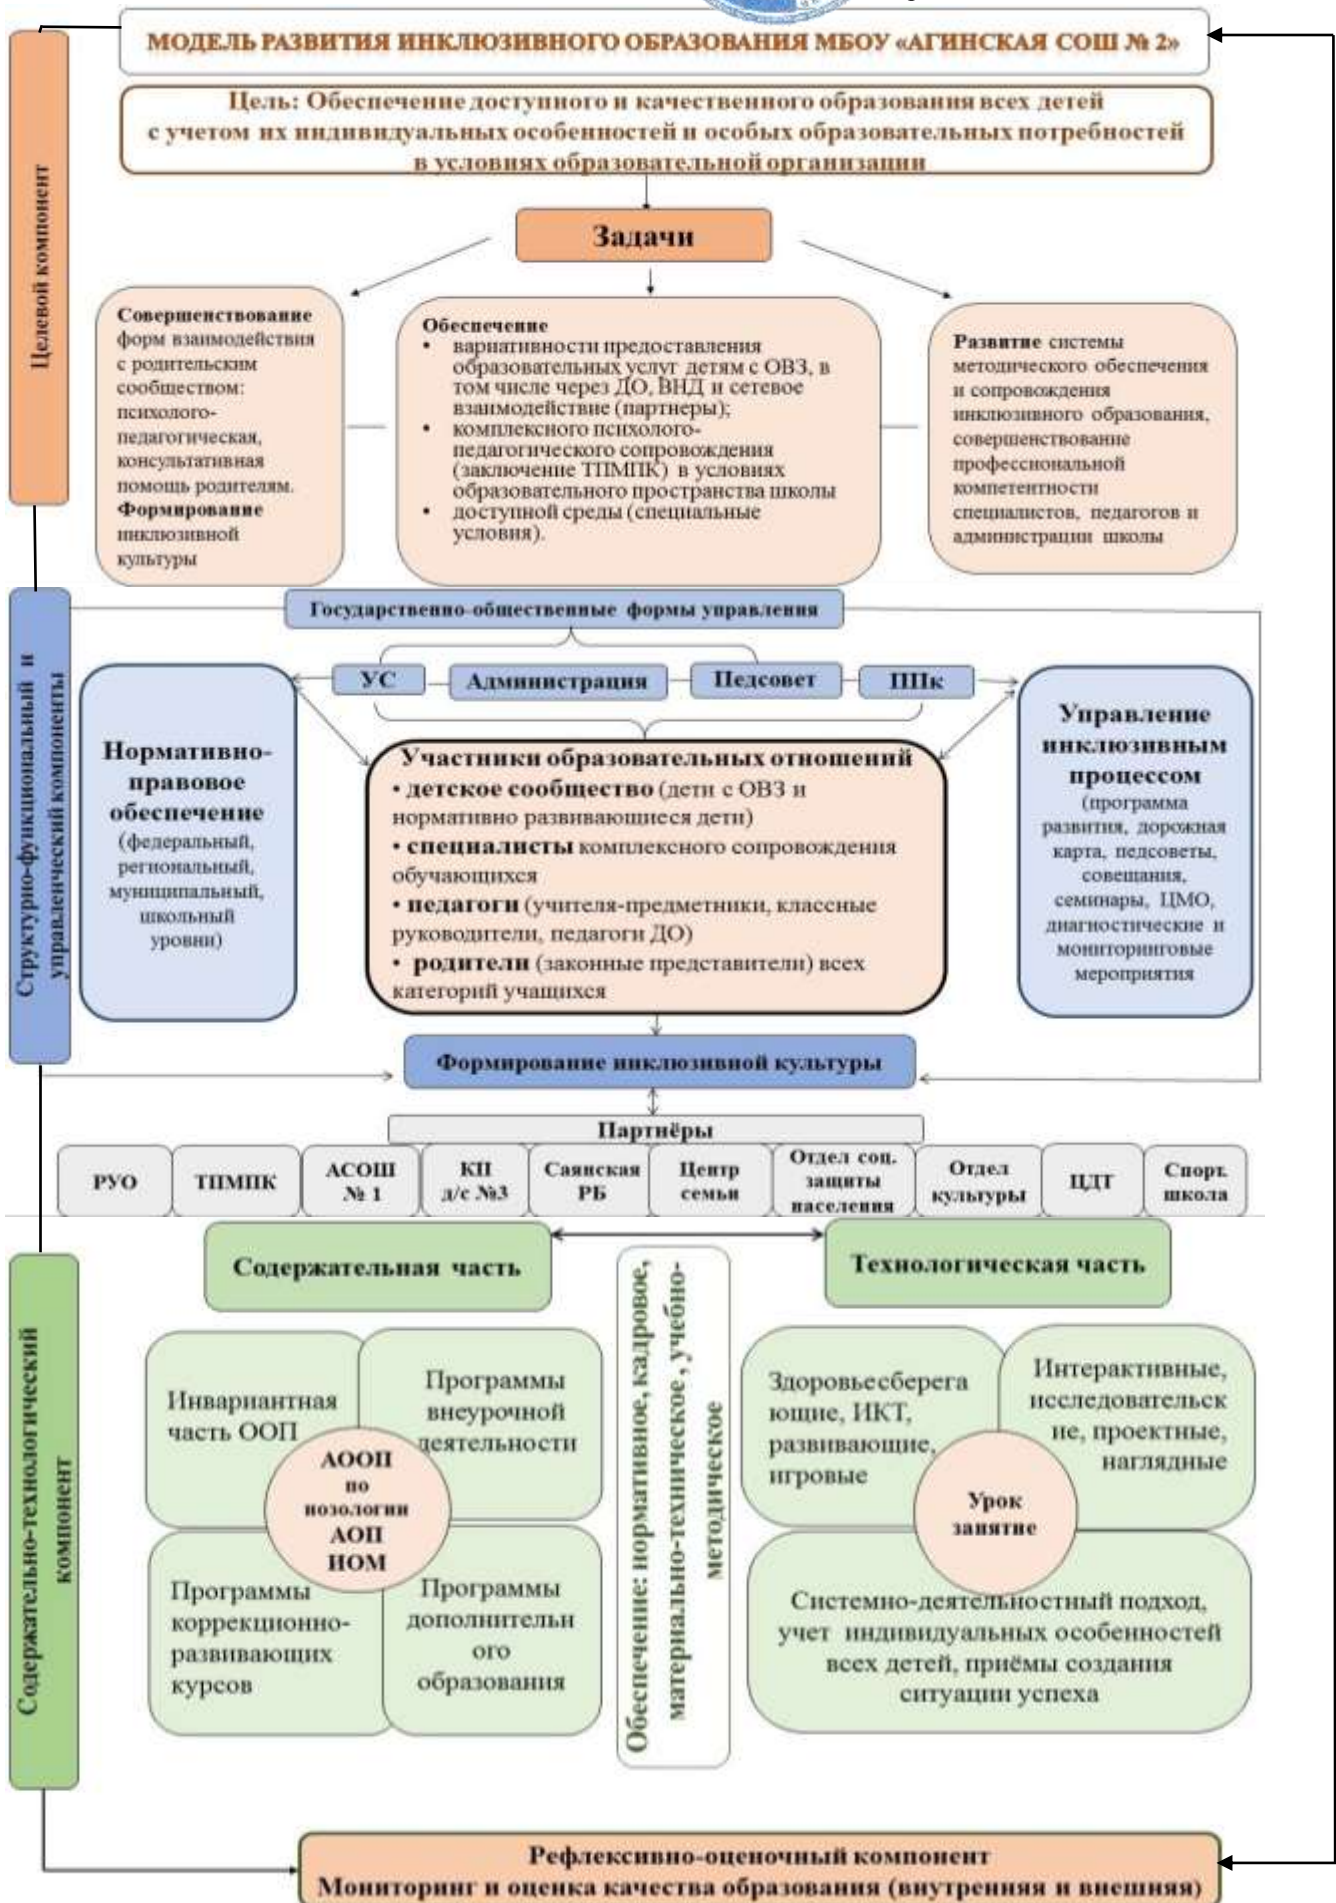 МОДЕЛЬ РАЗВИТИЯ ИНКЛЮЗИВНОГО ОБРАЗОВАНИЯ МБОУ «АГИНСКАЯ СОШ № 2»
Цель: Обеспечение доступного и качественного образования всех детей
с учетом их индивидуальных особенностей и особых образовательных потребностей
в условиях образовательной организации
Целевой компонент
Задачи
Совершенствование
форм взаимодействия
с родительским
сообществом:
психолого-
педагогическая,
консультативная
помощь родителям.
Формирование
инклюзивной
культуры
Обеспечение
• вариативности предоставления
образовательных услуг детям с ОВЗ, в
том числе через ДО, ВНД и сетевое
взаимодействие (партнеры);
• комплексного психолого-
педагогического сопровождения
(заключение ТПМПК) в условиях
образовательного пространства школы
• доступной среды (специальные
условия).
Развитие системы
методического обеспечения
и сопровождения
инклюзивного образования,
совершенствование
профессиональной
компетентности
специалистов, педагогов и
администрации школы
Структурно-функциональный и
управленческий компоненты
Государственно-общественные формы управления
УС
Администрация
Педсовет
ППк
Нормативно-
правовое
обеспечение
(федеральный,
региональный,
муниципальный,
школьный
уровни)
Участники образовательных отношений
• детское сообщество (дети с ОВЗ и
нормативно развивающиеся дети)
• специалисты комплексного сопровождения
обучающихся
• педагоги (учителя-предметники, классные
руководители, педагоги ДО)
• родители (законные представители) всех
категорий учащихся
Управление
инклюзивным
процессом
(программа
развития, дорожная
карта, педсоветы,
совещания,
семинары, ЦМО,
диагностические и
мониторинговые
мероприятия
Формирование инклюзивной культуры
Партнёры
РУО
ТПМПК
АСОШ
№ 1
КП
д/с №3
Саянская
РБ
Центр
семьи
Отдел соц.
защиты
населения
Отдел
культуры
ЦДТ
Спорт.
школа
Содержательно-технологический
компонент
Содержательная часть
Технологическая часть
Обеспечение: нормативное, кадровое,
материально-техническое , учебно-
методическое
Инвариантная
часть ООП
Программы
внеурочной
деятельности
АООП
по
нозологии
АОП
ИОМ
Программы
коррекционно-
развивающих
курсов
Программы
дополнительн
ого
образования
Здоровьесберега
ющие, ИКТ,
развивающие,
игровые
Интерактивные,
исследовательск
ие, проектные,
наглядные
Урок
занятие
Системно-деятельностный подход,
учет индивидуальных особенностей
всех детей, приёмы создания
ситуации успеха
Рефлексивно-оценочный компонент
Мониторинг и оценка качества образования (внутренняя и внешняя)